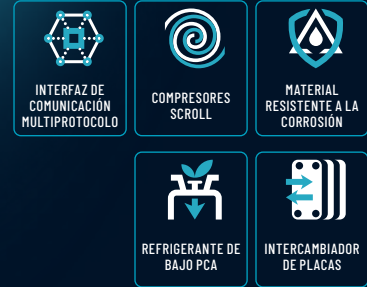 INTERFAZ DE
COMUNICACIÓN
MULTIPROTOCOLO
COMPRESORES
SCROLL
MATERIAL
RESISTENTE A LA
CORROSIÓN
REFRIGERANTE DE
BAJO PCA
INTERCAMBIADOR
DE PLACAS